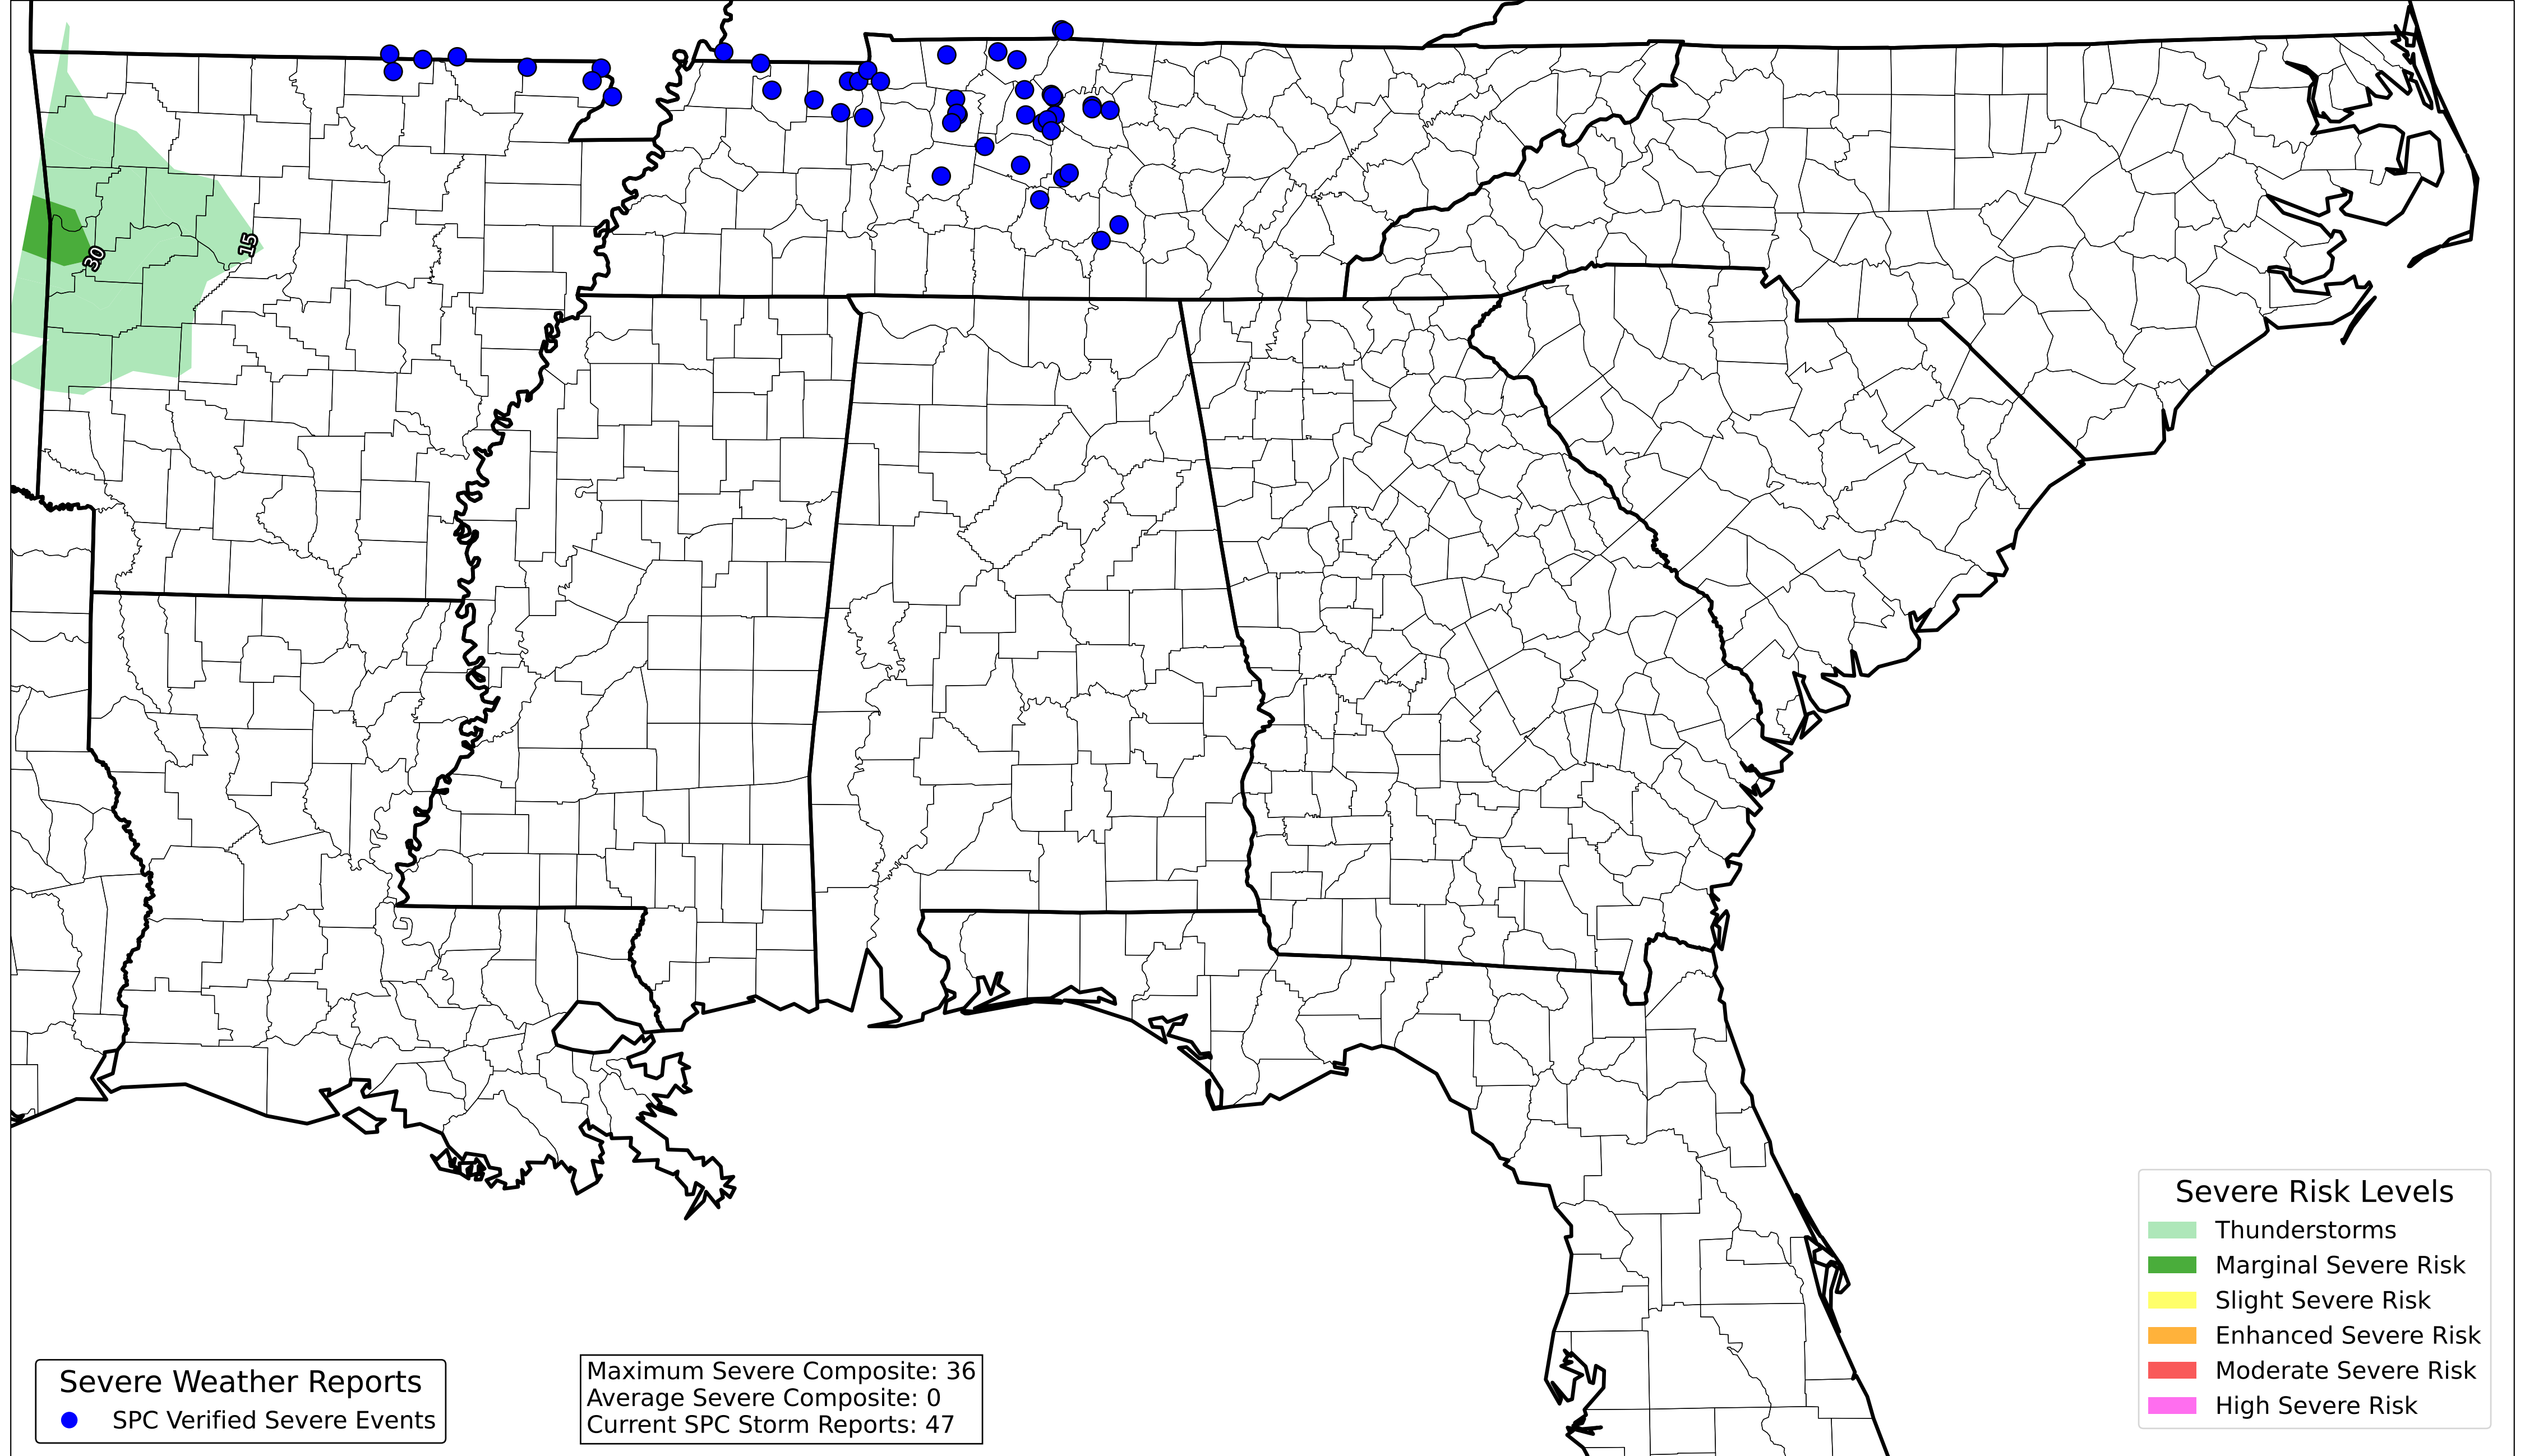 15
30
Severe Risk Levels
Thunderstorms
Marginal Severe Risk
Slight Severe Risk
Enhanced Severe Risk
Moderate Severe Risk
High Severe Risk
Severe Weather Reports
SPC Verified Severe Events
Maximum Severe Composite: 36
Average Severe Composite: 0
Current SPC Storm Reports: 47